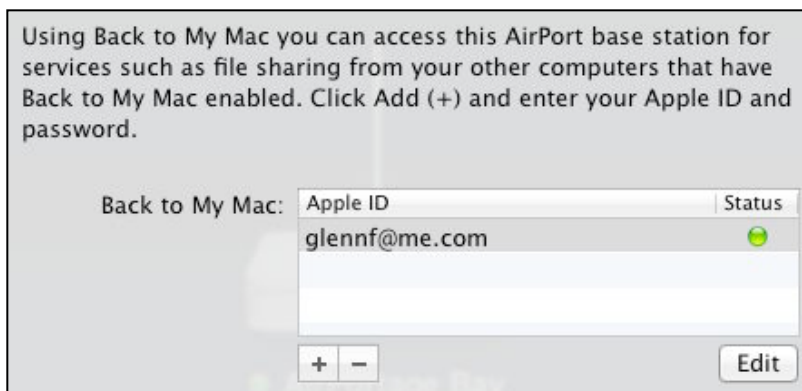 Using Back to My Mac you can access this AirPort base station for
services such as file sharing from your other computers that have
Back to My Mac enabled. Click Add (+) and enter your Apple ID and
password.
Back to My Mac: Apple ID Status
glennf@me.com
+ − Edit